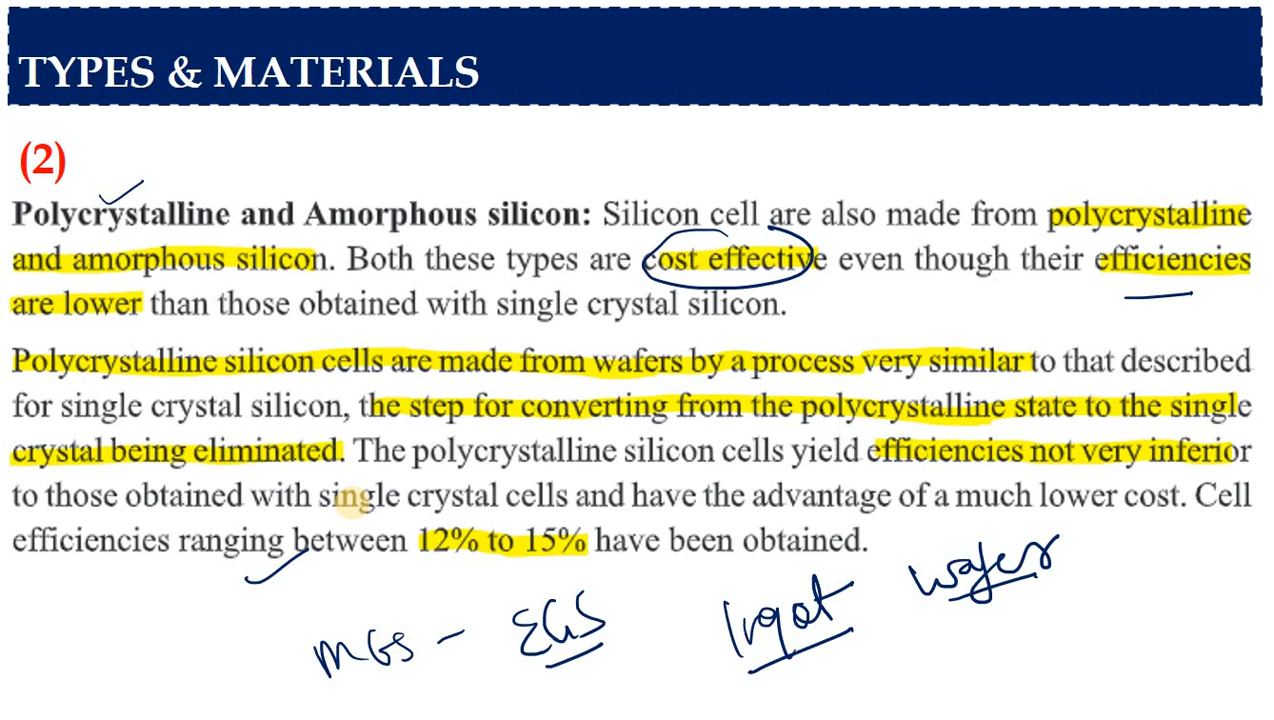 TYPES & MATERIALS
(2)
Polycrystalline and Amorphous silicon: Silicon cell are also made from polycrystalline
and amorphous silicon. Both these types are cost effective even though their efficiencies
are lower than those obtained with single crystal silicon.
Polycrystalline silicon cells are made from wafers by a process very similar to that described
for single crystal silicon, the step for converting from the polycrystalline state to the single
crystal being eliminated. The polycrystalline silicon cells yield efficiencies not very inferior
to those obtained with single crystal cells and have the advantage of a much lower cost. Cell
efficiencies ranging between 12% to 15% have been obtained.
MGS - EGS Ingot wafer